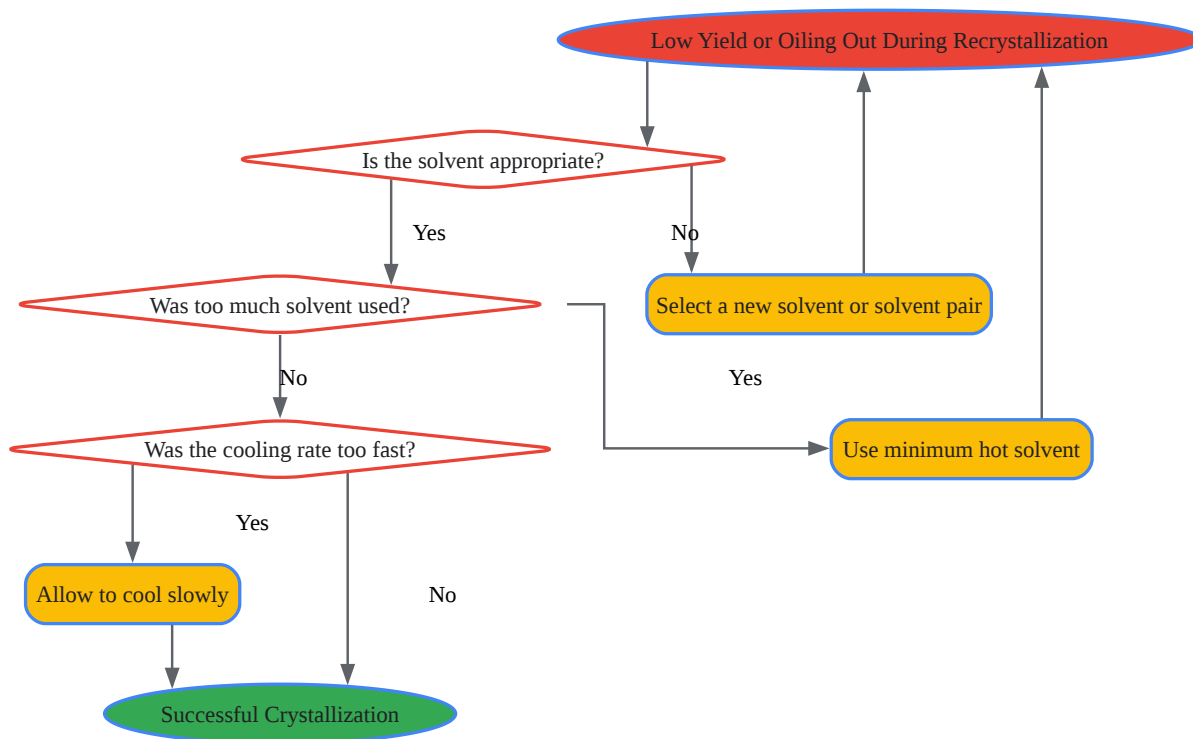 Low Yield or Oiling Out During Recrystallization
Is the solvent appropriate?
Yes
No
Was too much solvent used?
Select a new solvent or solvent pair
No
Yes
Was the cooling rate too fast?
Use minimum hot solvent
Yes
Allow to cool slowly
No
Successful Crystallization